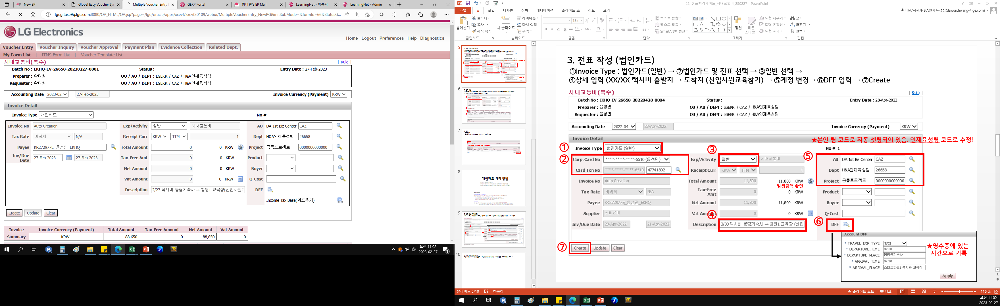 New EP
Global Easy Voucher Sys
Multiple Voucher Entry
GERP Portal
황다원's EP Mail
LearningNet - 학습자
LearningNet - Admin
lgegltase9q.lge.com:8080/OA_HTML/OA.jsp?page=/lge/oracle/apps/xxevf/xxevf20109/webui/MultipleVoucherEntry_NewPG&initSubMode=&formId=66&StatusG...
LG Electronics
Home Logout Preferences Help Diagnostics
Voucher Entry Voucher Inquiry Voucher Approval Payment Plan Evidence Collection Related Dept.
My Form List | ITMS Form List | Voucher Template List
시내교통비(복수) | Rule |
Batch No : EKHQ-EV-26658-20230227-0001 Status : Entry Date : 27-Feb-2023
Preparer : 황다원 OU / AU / DEPT : LGEKR / CAZ / H&A인재육성팀
Requester : 황다원 OU / AU / DEPT : LGEKR / CAZ / H&A인재육성팀
Accounting Date 2023-02 27-Feb-2023 Invoice Currency (Payment) KRW
Invoice Detail
Invoice Type 개인카드 No #
Invoice No Auto Creation Exp/Activity 일반 시내교통비 AU DA 1st Biz Center CAZ
Tax Rate 비과세 N/A Receipt Curr KRW TTM 1 Dept H&A인재육성팀 26658
Payee KR272977E_윤성민_EKHQ Total Amount 0 0 KRW Project 공통프로젝트 0000000000000
Inv/Due Date 27-Feb-2023 27-Feb-2023 Tax-Free Amt 0 0 KRW Product
Net Amount 0 0 KRW Buyer
Vat Amount 0 0 KRW Q-Cost
Description 2/27 택시비 봉림기숙사 → 창원1 교육장(신입사원교 DFF
Income Tax Base(과표추가)
Create Update Clear
Invoice Invoice Currency (Payment) Total Amount Tax-Free Amount Net Amount Vat Amount
Summary KRW 88,650 0 88,650 0
오전 11:02
2023-02-27
#2. 전표처리가이드_시내교통비_230227 - PowerPoint
파일 홈 삽입 디자인 전환 애니메이션 슬라이드 쇼 검토 보기
황다원/사원/H&A인재육성팀(dawon.hwang@lge.com)
붙여넣기
잘라내기
복사
서식 복사
클립보드
새 슬라이드
레이아웃
다시 설정
구역
슬라이드
18+
글꼴
텍스트 방향
텍스트 맞춤
SmartArt로 변환
단락
정렬
빠른 스타일
도형 채우기
도형 윤곽선
도형 효과
그리기
찾기
바꾸기
선택
편집
5
6
7
8
개인카드 처리 방법
9
10
3. 전표 작성 (법인카드)
①Invoice Type : 법인카드(일반) → ②법인카드 및 전표 선택 → ③일반 선택 →
④상세 입력 (XX/XX 택시비 출발지 → 도착지 (신입사원교육참가) → ⑤계정 변경→ ⑥DFF 입력 → ⑦Create
시내교통비(복수) | Rule |
Batch No : EKHQ-EV-26658-20220428-0004 Status : Entry Date : 28-Apr-2022
Preparer : 윤성민 OU / AU / DEPT : LGEKR / CAZ / H&A인재육성팀
Requester : 윤성민 OU / AU / DEPT : LGEKR / CAZ / H&A인재육성팀
Accounting Date 2022-04 28-Apr-2022 Invoice Currency (Payment) KRW
Invoice Detail
★본인 팀 코드로 자동 셋팅되어 있음. 인재육성팀 코드로 수정!
① Invoice Type 법인카드 (일반) ③ No # 1
② Corp. Card No ****-****-****-6510 (윤성민) Exp/Activity 일반 시내교통비 ⑤ AU DA 1st Biz Center CAZ
Card Txn No ****-****-****-6510 47741802 Receipt Curr KRW TTM 1 Dept H&A인재육성팀 26658
Invoice No Auto Creation Total Amount 11,800 11,800 KRW Project 공통프로젝트 0000000000000
발생금액 확인
Tax Rate 비과세 N/A Tax-Free Amt 0 0 KRW Product
Payee KR272977E_윤성민_EKHQ Net Amount 11,800 11,800 KRW Buyer
Supplier 커피쟁이 ④ Vat Amount 0 0 KRW Q-Cost
Inv/Due Date 20-Apr-2022 21-Apr-2022 Description 3/30 택시비 봉림기숙사 → 창원1 교육장 (신입 ⑥ DFF
⑦ Create Update Clear
Account DFF
* TRAVEL_EXP_TYPE TAXI
* DEPARTURE_TIME 07:00
* DEPARTURE_PLACE 봉림동기숙사
* ARRIVAL_TIME 07:30
* ARRIVAL_PLACE 스마트파크1 복지관 교육장
★영수증에 있는
시간으로 기록
Apply
슬라이드 5/10 한국어 슬라이드 노트 메모 116 %
오전 11:02
2023-02-27